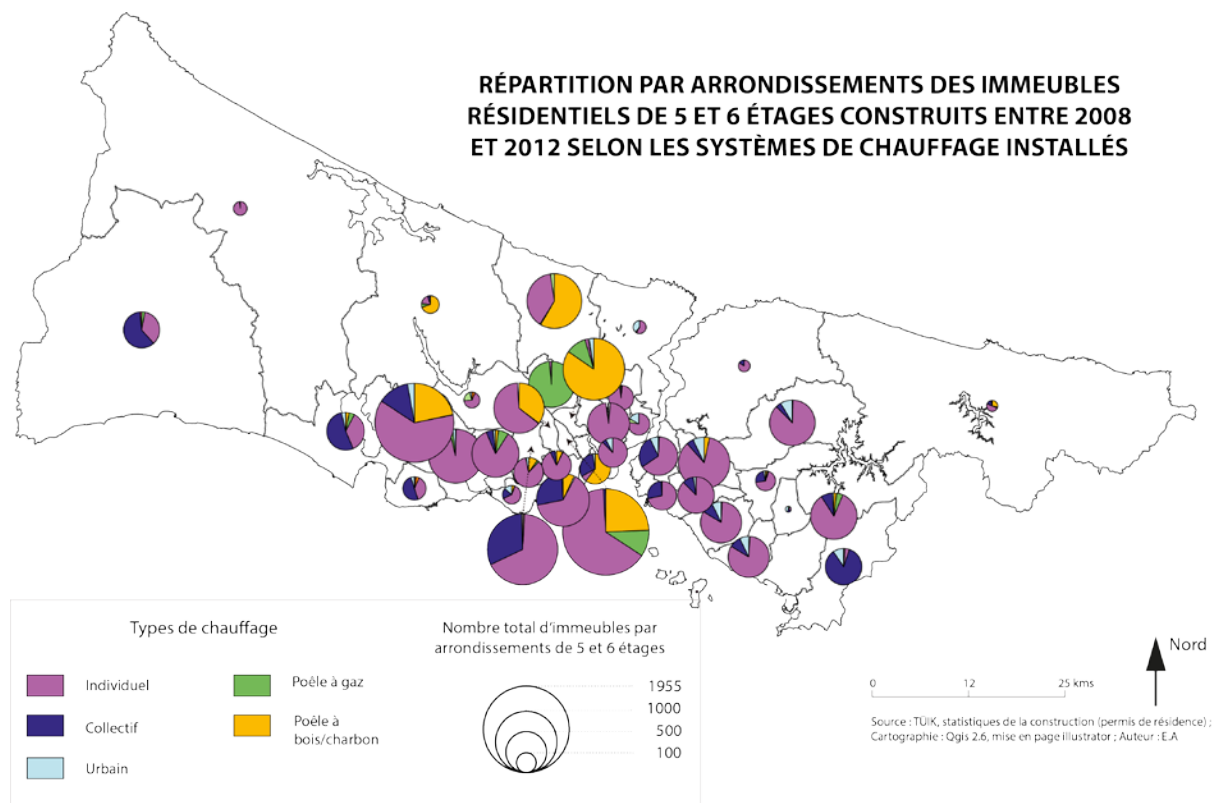 RÉPARTITION PAR ARRONDISSEMENTS DES IMMEUBLES
RÉSIDENTIELS DE 5 ET 6 ÉTAGES CONSTRUITS ENTRE 2008
ET 2012 SELON LES SYSTÈMES DE CHAUFFAGE INSTALLÉS
Types de chauffage
Individuel
Collectif
Urbain
Poêle à gaz
Poêle à
bois/charbon
Nombre total d'immeubles par
arrondissements de 5 et 6 étages
1955
1000
500
100
Nord
0 12 25 kms
Source : TÜIK, statistiques de la construction (permis de résidence) ;
Cartographie : Qgis 2.6, mise en page illustrator ; Auteur : E.A